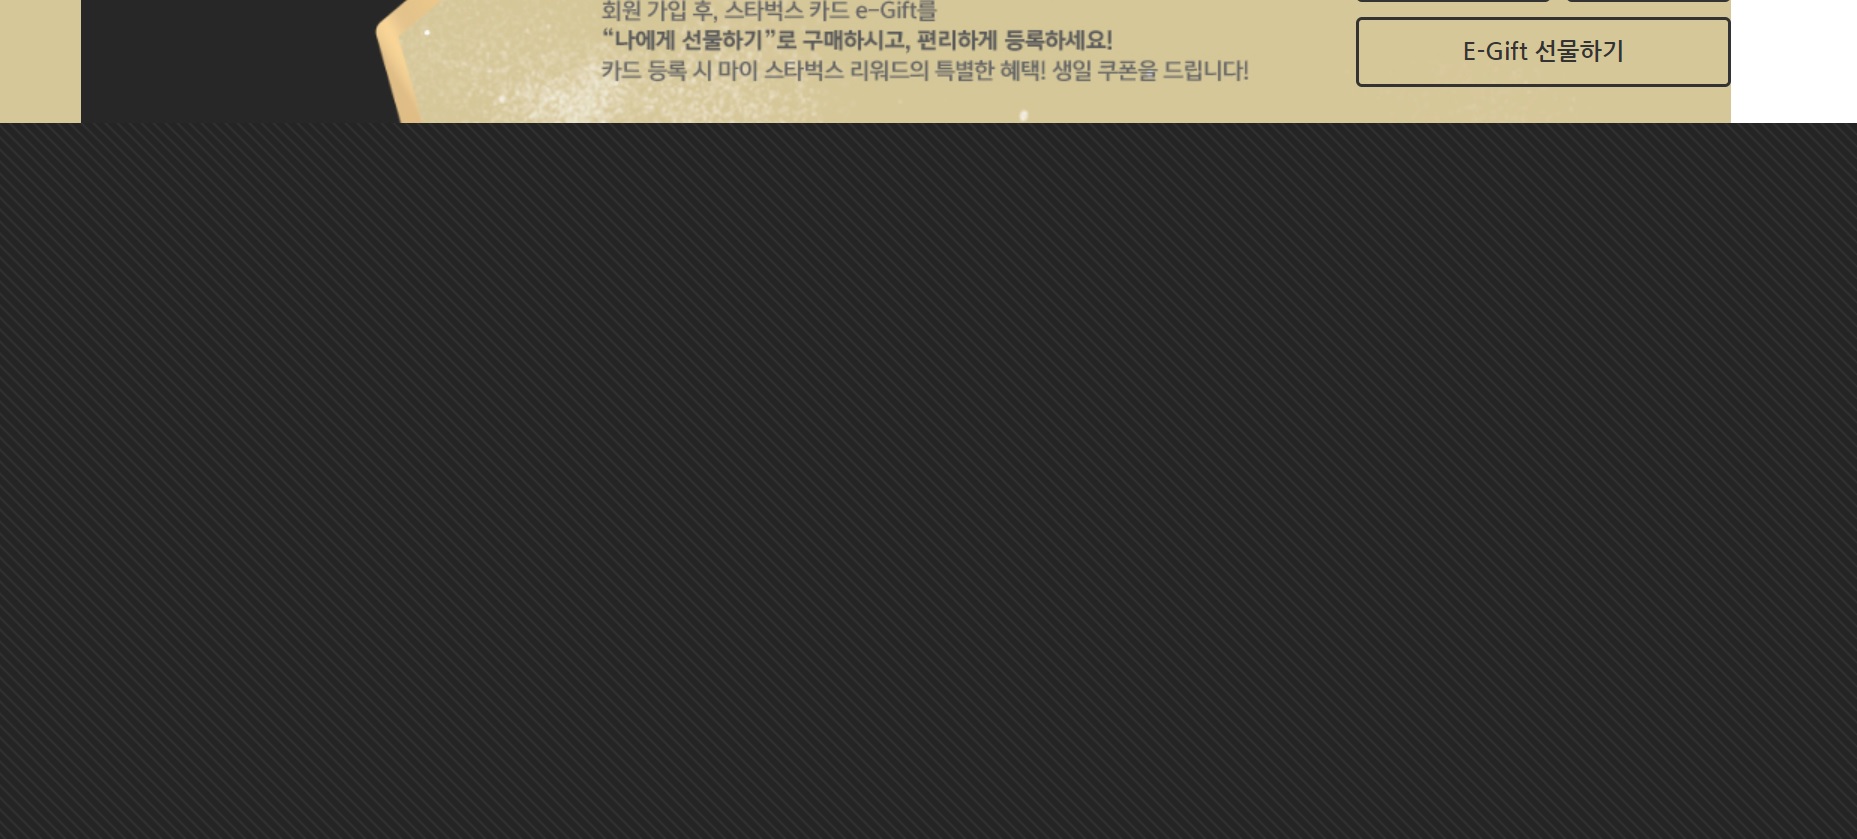 회원 가입 후, 스타벅스 카드 e-Gift를
“나에게 선물하기”로 구매하시고, 편리하게 등록하세요!
카드 등록 시 마이 스타벅스 리워드의 특별한 혜택! 생일 쿠폰을 드립니다!
E-Gift 선물하기